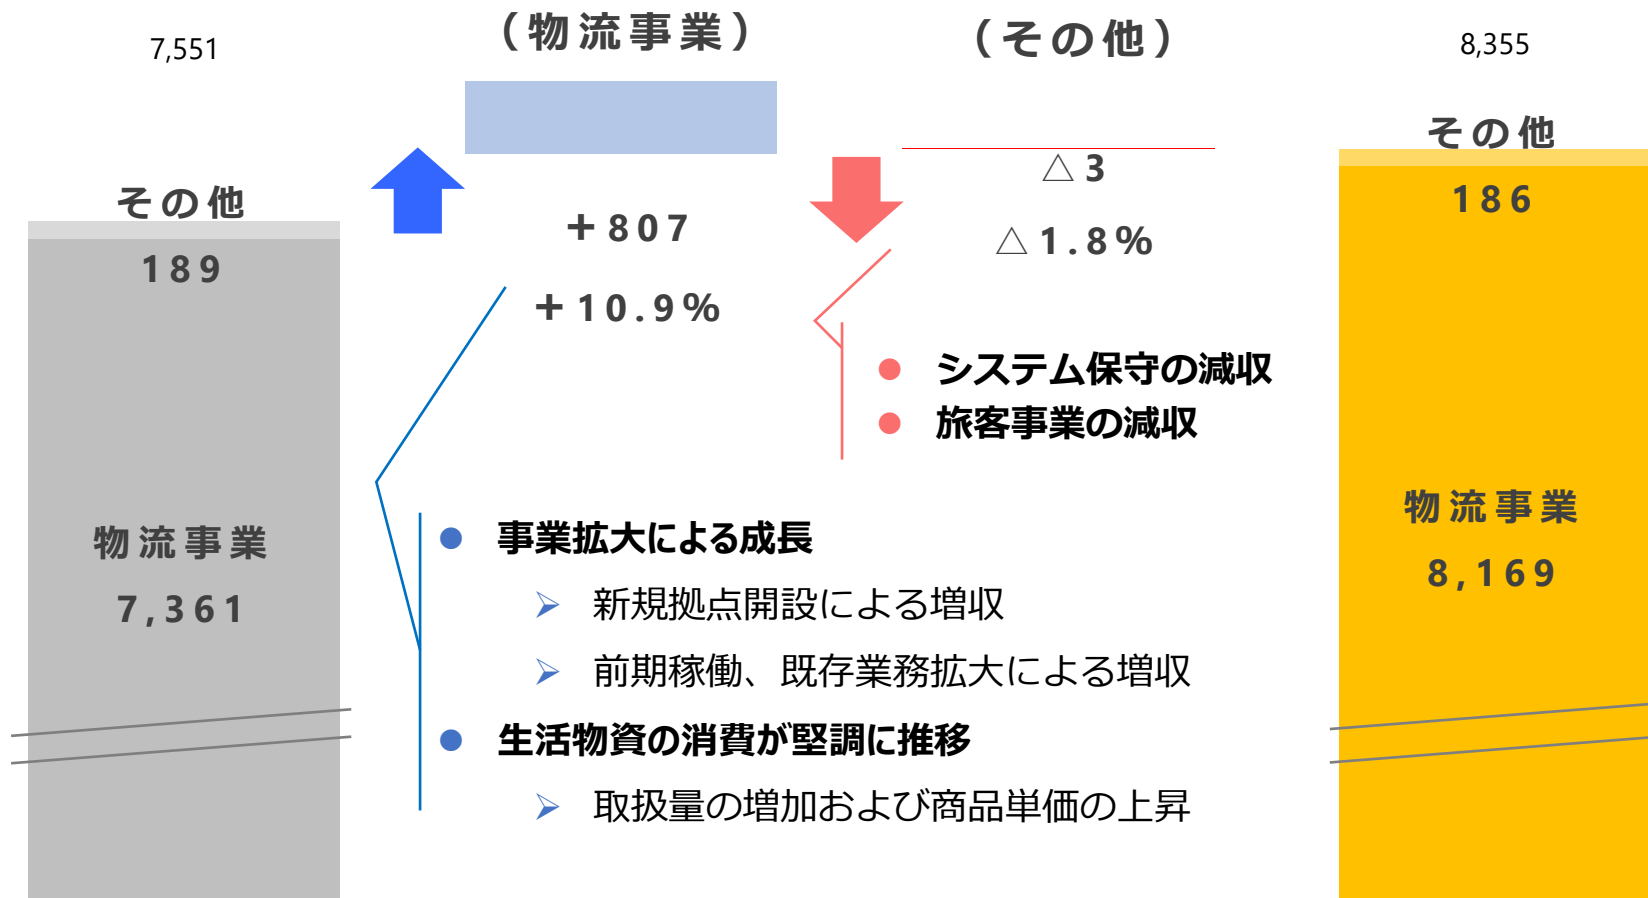 7,551
その他
189
物流事業
7,361
（物流事業）
＋807
＋10.9%
（その他）
△3
△1.8%
● システム保守の減収
● 旅客事業の減収
● 事業拡大による成長
➢ 新規拠点開設による増収
➢ 前期稼働、既存業務拡大による増収
● 生活物資の消費が堅調に推移
➢ 取扱量の増加および商品単価の上昇
8,355
その他
186
物流事業
8,169